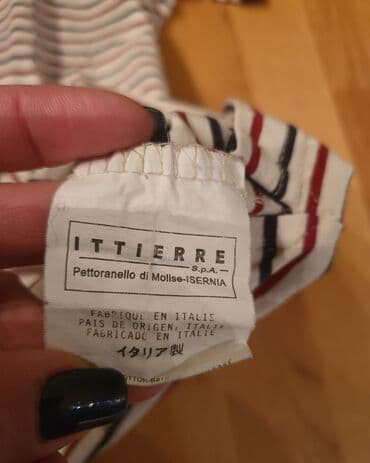 ITTIERRE
S.p.A.
Pettoranello di Molise-ISERNIA
FABRIQUE EN ITALIE
PAIS DE ORIGEN: ITALIA
FABRICADO EN ITALIE
イタリア製